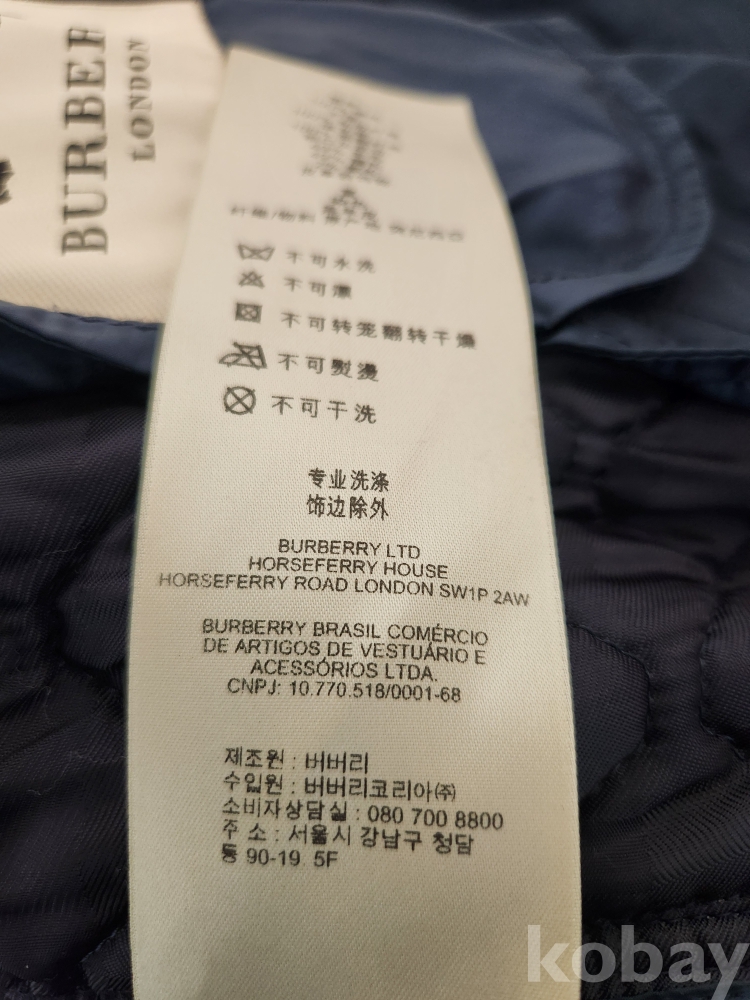 BURBER
LONDON
不可水洗
不可漂
不可转笼翻转干燥
不可熨烫
不可干洗
专业洗涤
饰边除外
BURBERRY LTD
HORSEFERRY HOUSE
HORSEFERRY ROAD LONDON SW1P 2AW
BURBERRY BRASIL COMÉRCIO
DE ARTIGOS DE VESTUÁRIO E
ACESSÓRIOS LTDA.
CNPJ: 10.770.518/0001-68
제조원 : 버버리
수입원 : 버버리코리아㈜
소비자상담실 : 080 700 8800
주 소 : 서울시 강남구 청담
동 90-19. 5F
kobay